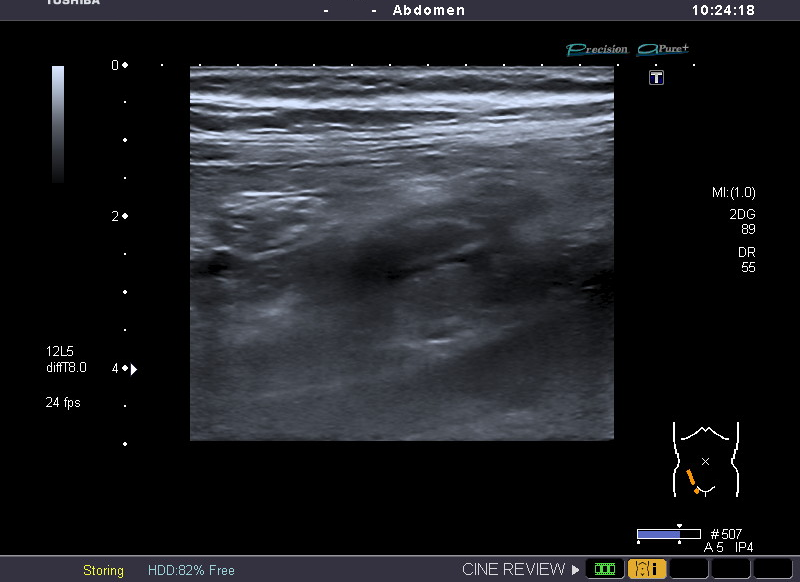 TOSHIBA
- - Abdomen 10:24:18
Precision APure+
T
0
2
4
MI:(1.0)
2DG
89
DR
55
12L5
diffT8.0
24 fps
#507
A 5 IP4
Storing HDD:82% Free CINE REVIEW
i